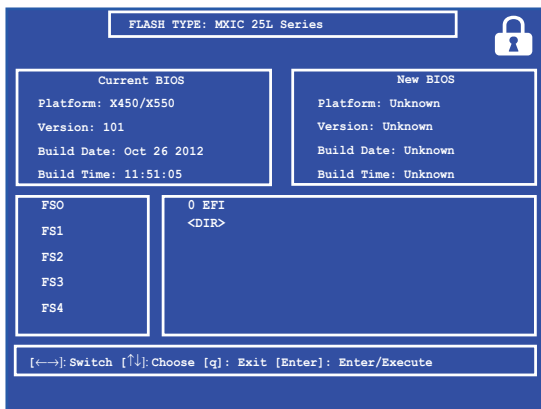 FLASH TYPE: MXIC 25L Series
Current BIOS
Platform: X450/X550
Version: 101
Build Date: Oct 26 2012
Build Time: 11:51:05
New BIOS
Platform: Unknown
Version: Unknown
Build Date: Unknown
Build Time: Unknown
FSO
FS1
FS2
FS3
FS4
0 EFI
<DIR>
[←→]: Switch [↑↓]: Choose [q]: Exit [Enter]: Enter/Execute